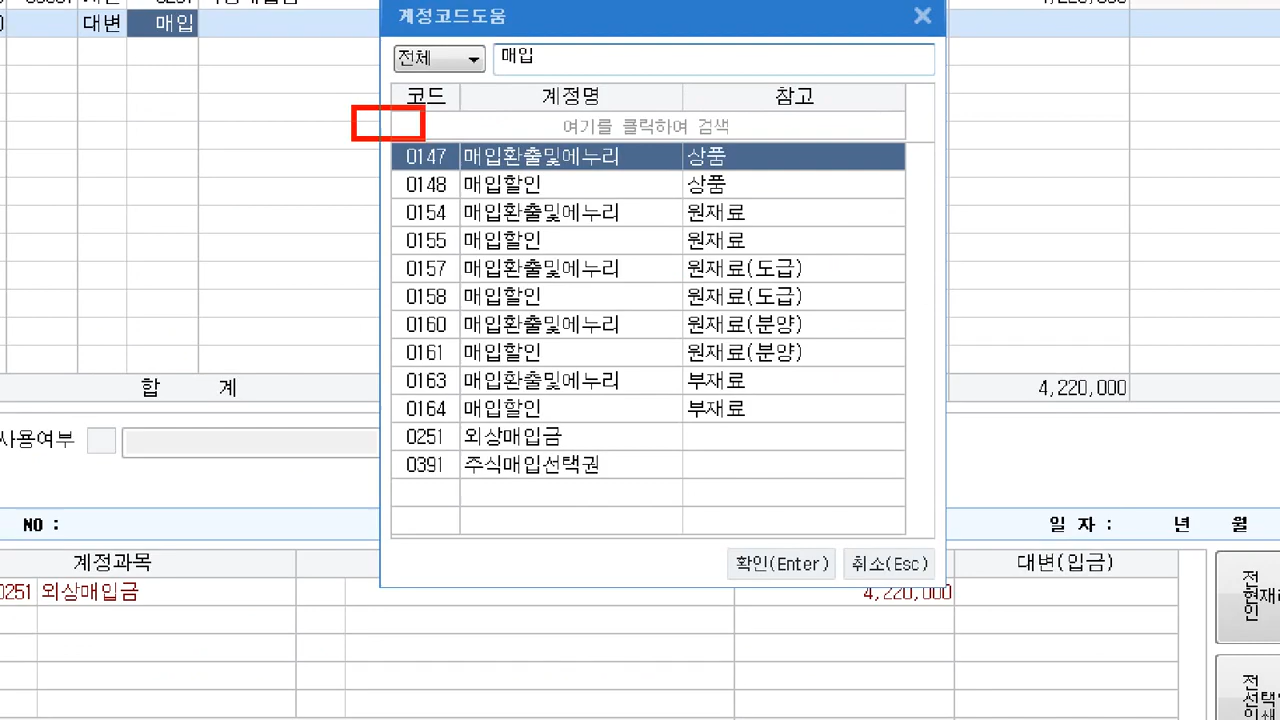 계정코드도움
대변 매입
전체 매입
코드 계정명 참고
여기를 클릭하여 검색
0147 매입환출및에누리 상품
0148 매입할인 상품
0154 매입환출및에누리 원재료
0155 매입할인 원재료
0157 매입환출및에누리 원재료(도급)
0158 매입할인 원재료(도급)
0160 매입환출및에누리 원재료(분양)
0161 매입할인 원재료(분양)
0163 매입환출및에누리 부재료
합 계 4,220,000
0164 매입할인 부재료
사용여부
0251 외상매입금
0391 주식매입선택권
NO : 일 자 : 년 월
확인(Enter) 취소(Esc)
계정과목 대변(입금)
0251 외상매입금 4,220,000
전
현재
인
전
선택